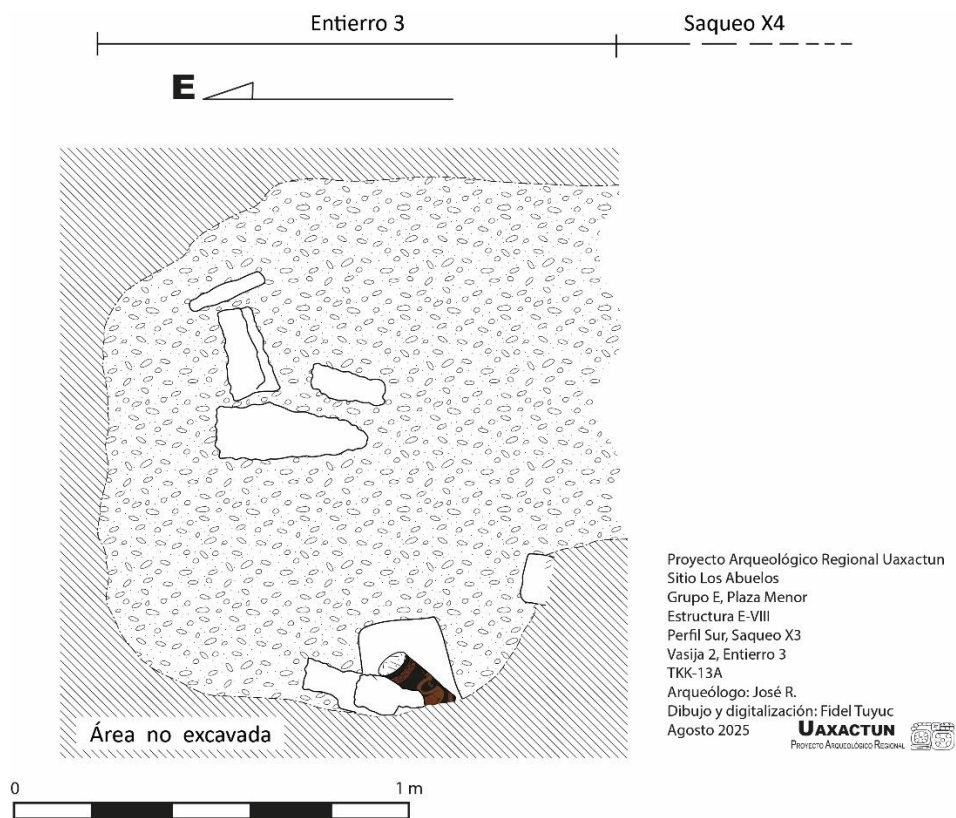 Entierro 3
Saqueo X4
E
Área no excavada
Proyecto Arqueológico Regional Uaxactun
Sitio Los Abuelos
Grupo E, Plaza Menor
Estructura E-VIII
Perfil Sur, Saqueo X3
Vasija 2, Entierro 3
TKK-13A
Arqueólogo: José R.
Dibujo y digitalización: Fidel Tuyuc
Agosto 2025
UAXACTUN
PROYECTO ARQUEOLÓGICO REGIONAL
0 1 m